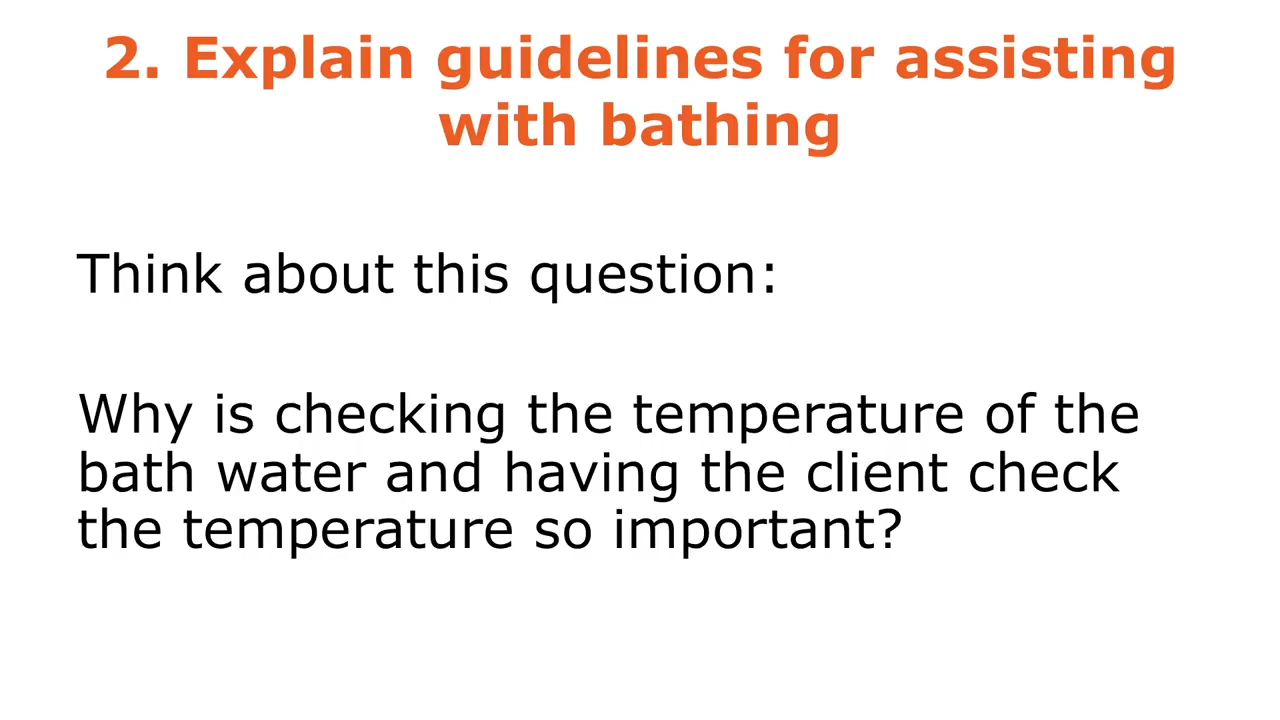 2. Explain guidelines for assisting
with bathing
Think about this question:
Why is checking the temperature of the
bath water and having the client check
the temperature so important?